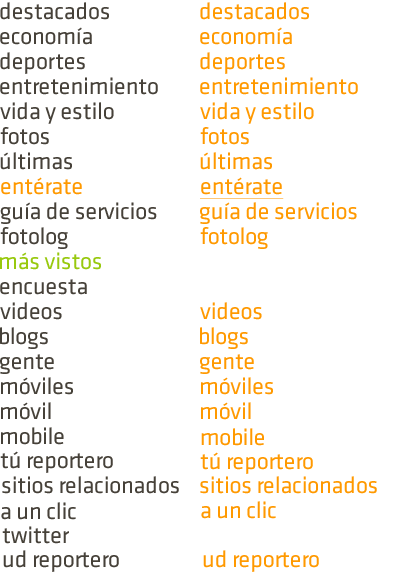 destacados destacados
economía economía
deportes deportes
entretenimiento entretenimiento
vida y estilo vida y estilo
fotos fotos
últimas últimas
entérate entérate
guía de servicios guía de servicios
fotolog fotolog
más vistos
encuesta
videos videos
blogs blogs
gente gente
móviles móviles
móvil móvil
mobile mobile
tú reportero tú reportero
sitios relacionados sitios relacionados
a un clic a un clic
twitter
ud reportero ud reportero